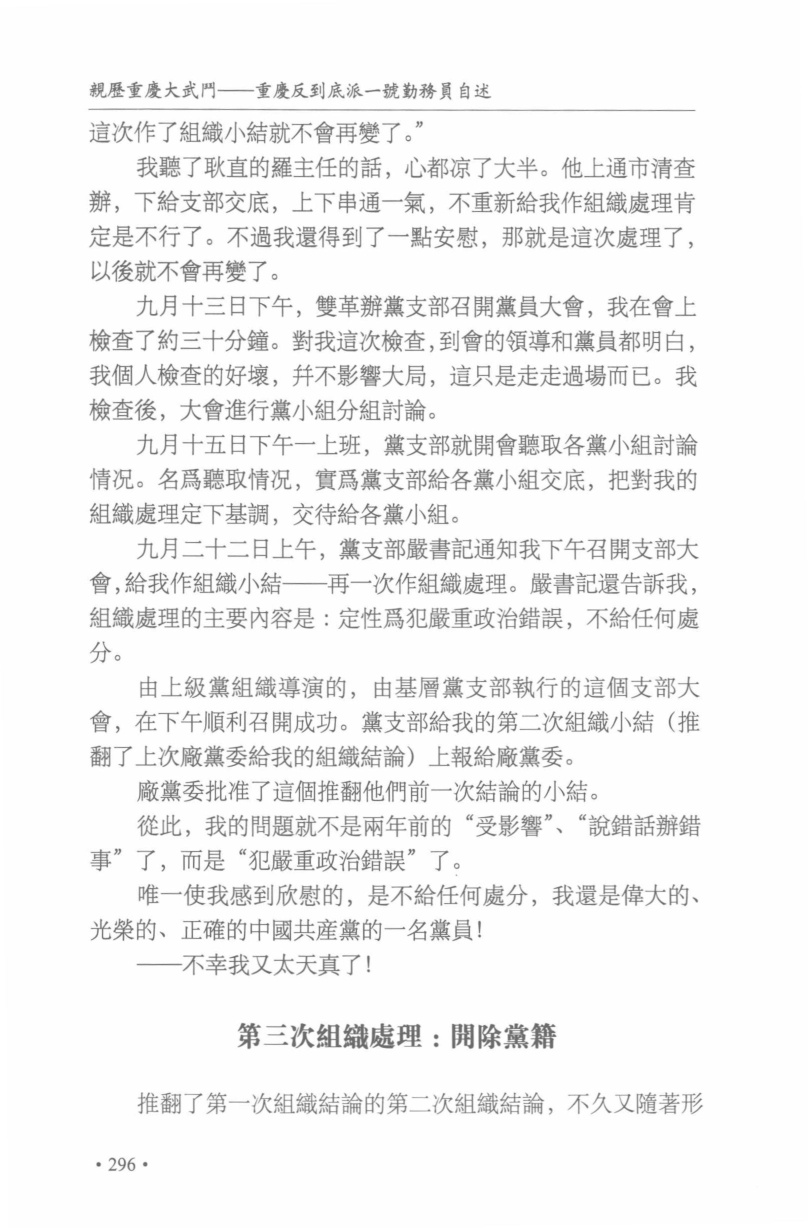 親歷重慶大武鬥——重慶反到底派一號勤務員自述
這次作了組織小結就不會再變了。”
我聽了耿直的羅主任的話，心都凉了大半。他上通市清查
辦，下給支部交底，上下串通一氣，不重新給我作組織處理肯
定是不行了。不過我還得到了一點安慰，那就是這次處理了，
以後就不會再變了。
九月十三日下午，雙革辦黨支部召開黨員大會，我在會上
檢查了約三十分鐘。對我這次檢查，到會的領導和黨員都明白，
我個人檢查的好壞，幷不影響大局，這只是走走過場而已。我
檢查後，大會進行黨小組分組討論。
九月十五日下午一上班，黨支部就開會聽取各黨小組討論
情况。名爲聽取情况，實爲黨支部給各黨小組交底，把對我的
組織處理定下基調，交待給各黨小組。
九月二十二日上午，黨支部嚴書記通知我下午召開支部大
會，給我作組織小結——再一次作組織處理。嚴書記還告訴我，
組織處理的主要內容是：定性爲犯嚴重政治錯誤，不給任何處
分。
由上級黨組織導演的，由基層黨支部執行的這個支部大
會，在下午順利召開成功。黨支部給我的第二次組織小結（推
翻了上次廠黨委給我的組織結論）上報給廠黨委。
廠黨委批准了這個推翻他們前一次結論的小結。
從此，我的問題就不是兩年前的“受影響”、“說錯話辦錯
事”了，而是“犯嚴重政治錯誤”了。
唯一使我感到欣慰的，是不給任何處分，我還是偉大的、
光榮的、正確的中國共産黨的一名黨員！
——不幸我又太天真了！
第三次組織處理：開除黨籍
推翻了第一次組織結論的第二次組織結論，不久又隨著形
·296·